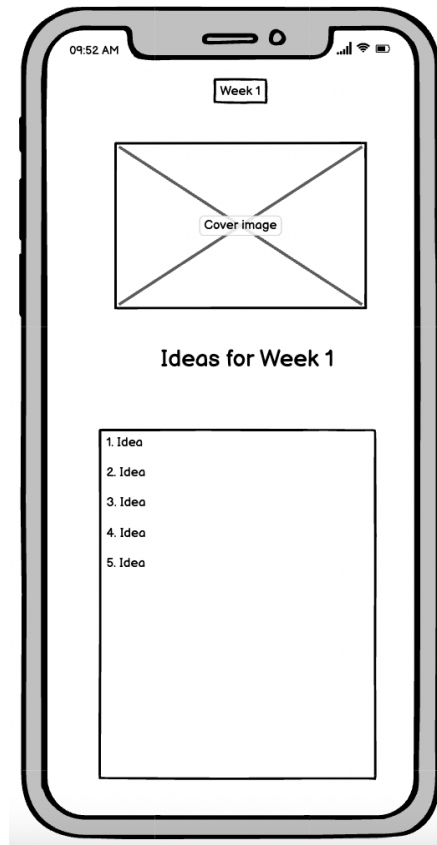 09:52 AM
Week 1
Cover image
Ideas for Week 1
1. Idea
2. Idea
3. Idea
4. Idea
5. Idea